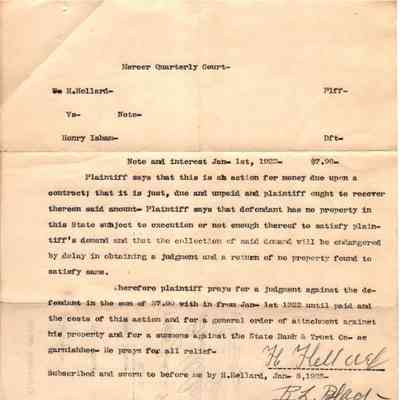 Mercer Quarterly Court-
H.Hellard- Plff-
Vs- Note-
Henry Isham- Dft-
Note and interest Jan- 1st, 1922- $7.90-
Plaintiff says that this is an action for money due upon a
contract; that it is just, due and unpaid and plaintiff ought to recover
thereon said amount- Plaintiff says that defendant has no property in
this State subject to execution or not enough thereof to satisfy plain-
tiff's demand and that the collection of said demand will be endangered
by delay in obtaining a judgment and a return of no property found to
satisfy same.
Therefore plaintiff prays for a judgment against the de-
fendant in the sum of $7.90 with in from Jan- 1st 1922 until paid and
the costs of this action and for a general order of attachment against
his property and for a summons against the State Bank & Trust Co- as
garnishhee- He prays for all relief-
H Hellard
Subscribed and sworn to before me by H.Hellard, Jan- 5,1925-